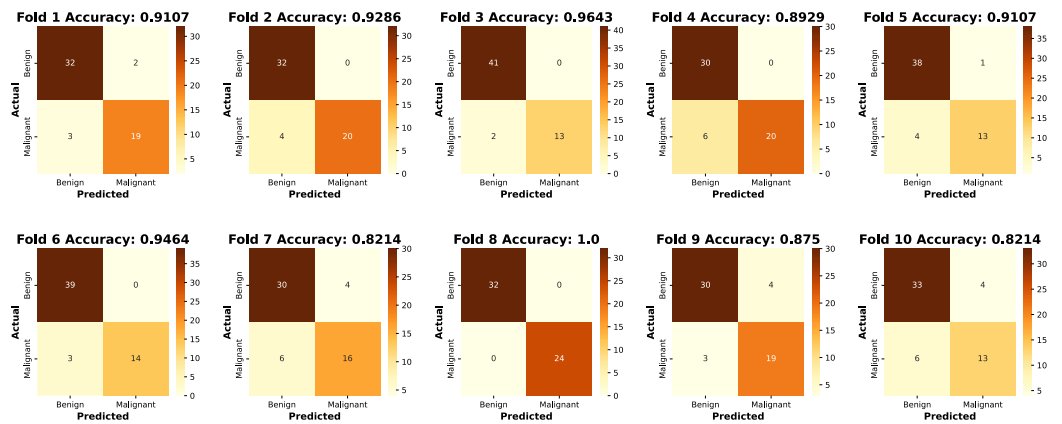 Fold 1 Accuracy: 0.9107
Benign
Malignant
Actual
32 2
3 19
Benign Malignant
Predicted
30
25
20
15
10
5
Fold 2 Accuracy: 0.9286
Benign
Malignant
Actual
32 0
4 20
Benign Malignant
Predicted
30
25
20
15
10
5
0
Fold 3 Accuracy: 0.9643
Benign
Malignant
Actual
41 0
2 13
Benign Malignant
Predicted
40
35
30
25
20
15
10
5
0
Fold 4 Accuracy: 0.8929
Benign
Malignant
Actual
30 0
6 20
Benign Malignant
Predicted
30
25
20
15
10
5
0
Fold 5 Accuracy: 0.9107
Benign
Malignant
Actual
38 1
4 13
Benign Malignant
Predicted
35
30
25
20
15
10
5
Fold 6 Accuracy: 0.9464
Benign
Malignant
Actual
39 0
3 14
Benign Malignant
Predicted
35
30
25
20
15
10
5
0
Fold 7 Accuracy: 0.8214
Benign
Malignant
Actual
30 4
6 16
Benign Malignant
Predicted
30
25
20
15
10
5
Fold 8 Accuracy: 1.0
Benign
Malignant
Actual
32 0
0 24
Benign Malignant
Predicted
30
25
20
15
10
5
0
Fold 9 Accuracy: 0.875
Benign
Malignant
Actual
30 4
3 19
Benign Malignant
Predicted
30
25
20
15
10
5
Fold 10 Accuracy: 0.8214
Benign
Malignant
Actual
33 4
6 13
Benign Malignant
Predicted
30
25
20
15
10
5